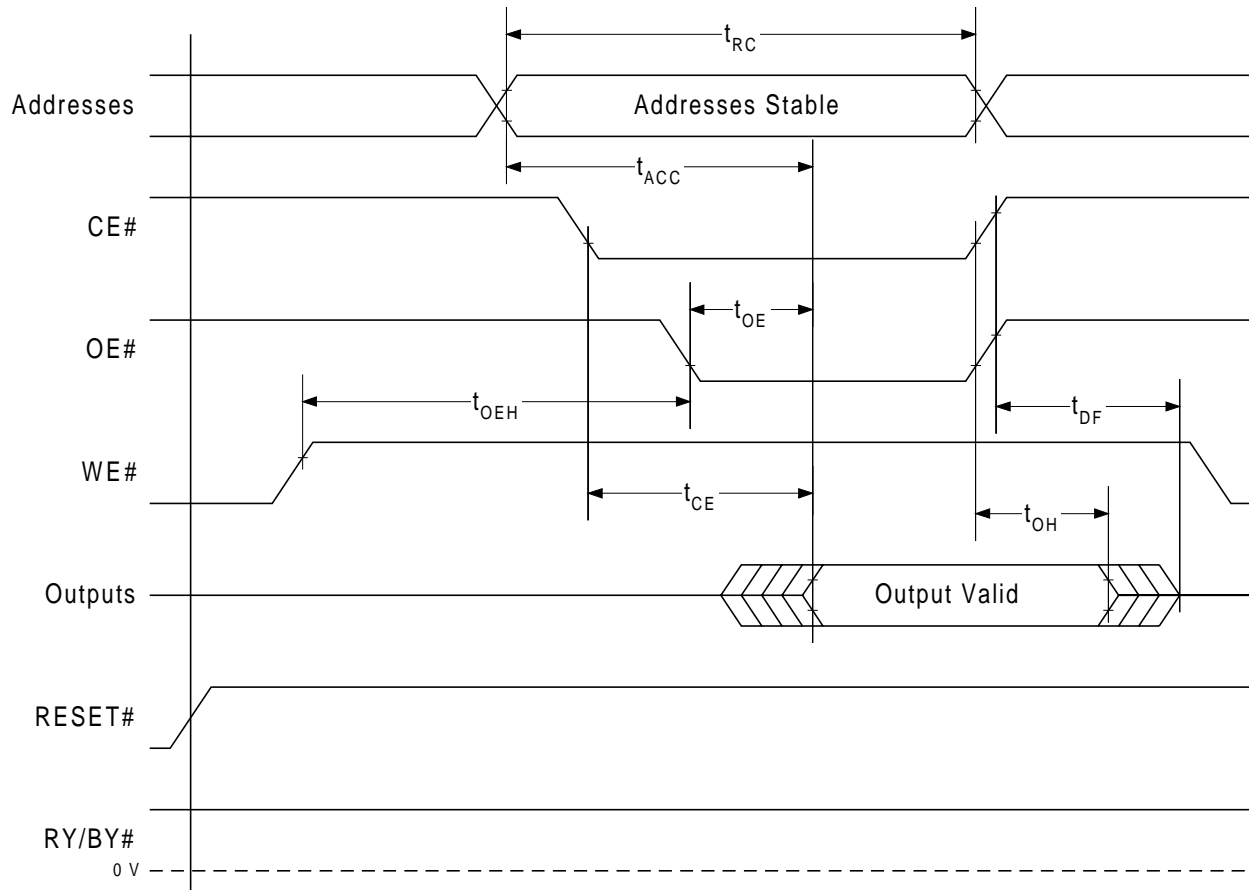 tRC
Addresses
Addresses Stable
tACC
CE#
tOE
OE#
tOEH
tDF
WE#
tCE
tOH
Outputs
Output Valid
RESET#
RY/BY#
0 V